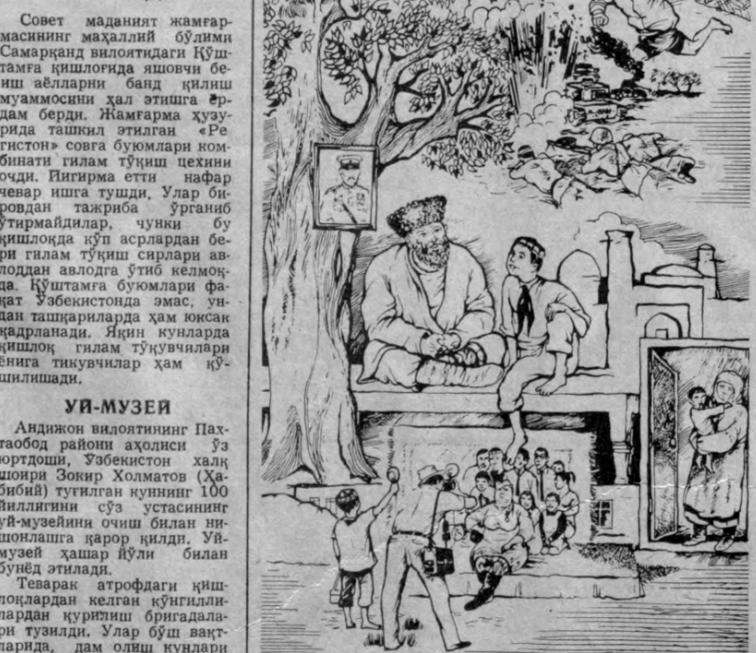 Совет маданият жамғар-
масининг маҳаллий бўлими
Самарқанд вилоятидаги Қўш-
тамға қишлоғида яшовчи бе-
иш аёлларни банд қилиш
муаммосини ҳал этишга ёр-
дам берди. Жамғарма ҳузу-
рида ташкил этилган «Ре
гистон» совға буюмлари ком-
бинати гилам тўқиш цехини
очди. Йигирма етти нафар
чевар ишга тушди. Улар би-
ровдан тажриба ўрганиб
ўтирмайдилар, чунки бу
қишлоқда кўп асрлардан бе-
ри гилам тўқиш сирлари ав-
лоддан авлодга ўтиб келмоқ-
да. Қўштамға буюмлари фа-
қат Ўзбекистонда эмас, ун-
дан ташқариларда ҳам юксак
қадрланади. Яқин кунларда
қишлоқ гилам тўқувчилари
ёнига тикувчилар ҳам қў-
шилишади.
УЙ-МУЗЕЙ
Андижон вилоятининг Пах-
таобод райони аҳолиси ўз
юртдоши, Ўзбекистон халқ
шоири Зокир Холматов (Ҳа-
бибий) туғилган куннинг 100
йиллигини сўз устасининг
уй-музейини очиш билан ни-
шонлашга қарор қилди. Уй-
музей ҳашар йўли билан
бунёд этилади.
Теварак атрофдаги қиш-
лоқлардан келган кўнгилли-
лардан қурилиш бригадала-
ри тузилди. Улар бўш вақт-
ларида, дам олиш кунлари